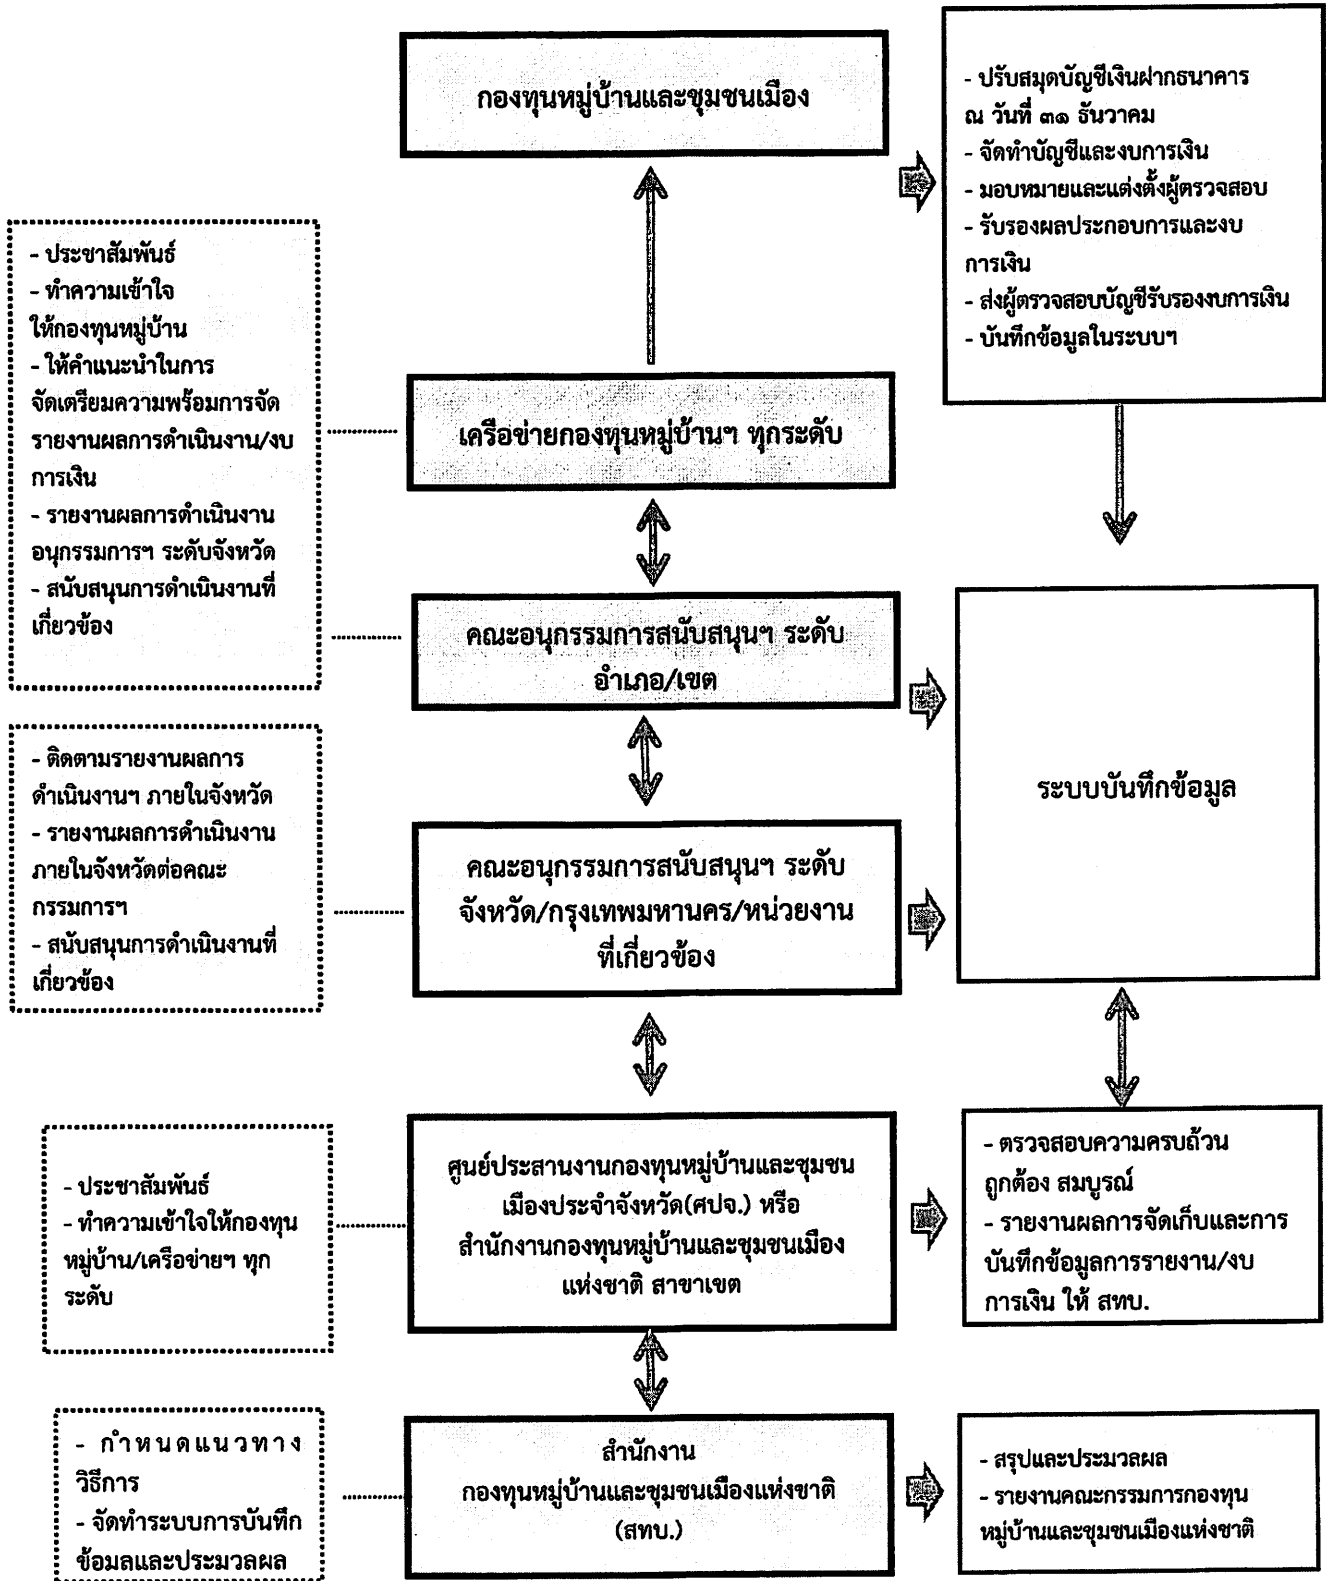 กองทุนหมู่บ้านและชุมชนเมือง
- ปรับสมุดบัญชีเงินฝากธนาคาร
ณ วันที่ ๓๑ ธันวาคม
- จัดทำบัญชีและงบการเงิน
- มอบหมายและแต่งตั้งผู้ตรวจสอบ
- รับรองผลประกอบการและงบ
การเงิน
- ส่งผู้ตรวจสอบบัญชีรับรองงบการเงิน
- บันทึกข้อมูลในระบบฯ
- ประชาสัมพันธ์
- ทำความเข้าใจ
ให้กองทุนหมู่บ้าน
- ให้คำแนะนำในการ
จัดเตรียมความพร้อมการจัด
รายงานผลการดำเนินงาน/งบ
การเงิน
- รายงานผลการดำเนินงาน
อนุกรรมการฯ ระดับจังหวัด
- สนับสนุนการดำเนินงานที่
เกี่ยวข้อง
เครือข่ายกองทุนหมู่บ้านฯ ทุกระดับ
คณะอนุกรรมการสนับสนุนฯ ระดับ
อำเภอ/เขต
ระบบบันทึกข้อมูล
- ติดตามรายงานผลการ
ดำเนินงานฯ ภายในจังหวัด
- รายงานผลการดำเนินงาน
ภายในจังหวัดต่อคณะ
กรรมการฯ
- สนับสนุนการดำเนินงานที่
เกี่ยวข้อง
คณะอนุกรรมการสนับสนุนฯ ระดับ
จังหวัด/กรุงเทพมหานคร/หน่วยงาน
ที่เกี่ยวข้อง
- ประชาสัมพันธ์
- ทำความเข้าใจให้กองทุน
หมู่บ้าน/เครือข่ายฯ ทุก
ระดับ
ศูนย์ประสานงานกองทุนหมู่บ้านและชุมชน
เมืองประจำจังหวัด(ศปจ.) หรือ
สำนักงานกองทุนหมู่บ้านและชุมชนเมือง
แห่งชาติ สาขาเขต
- ตรวจสอบความครบถ้วน
ถูกต้อง สมบูรณ์
- รายงานผลการจัดเก็บและการ
บันทึกข้อมูลการรายงาน/งบ
การเงิน ให้ สทบ.
- กำหนดแนวทาง
วิธีการ
- จัดทำระบบการบันทึก
ข้อมูลและประมวลผล
สำนักงาน
กองทุนหมู่บ้านและชุมชนเมืองแห่งชาติ
(สทบ.)
- สรุปและประมวลผล
- รายงานคณะกรรมการกองทุน
หมู่บ้านและชุมชนเมืองแห่งชาติ